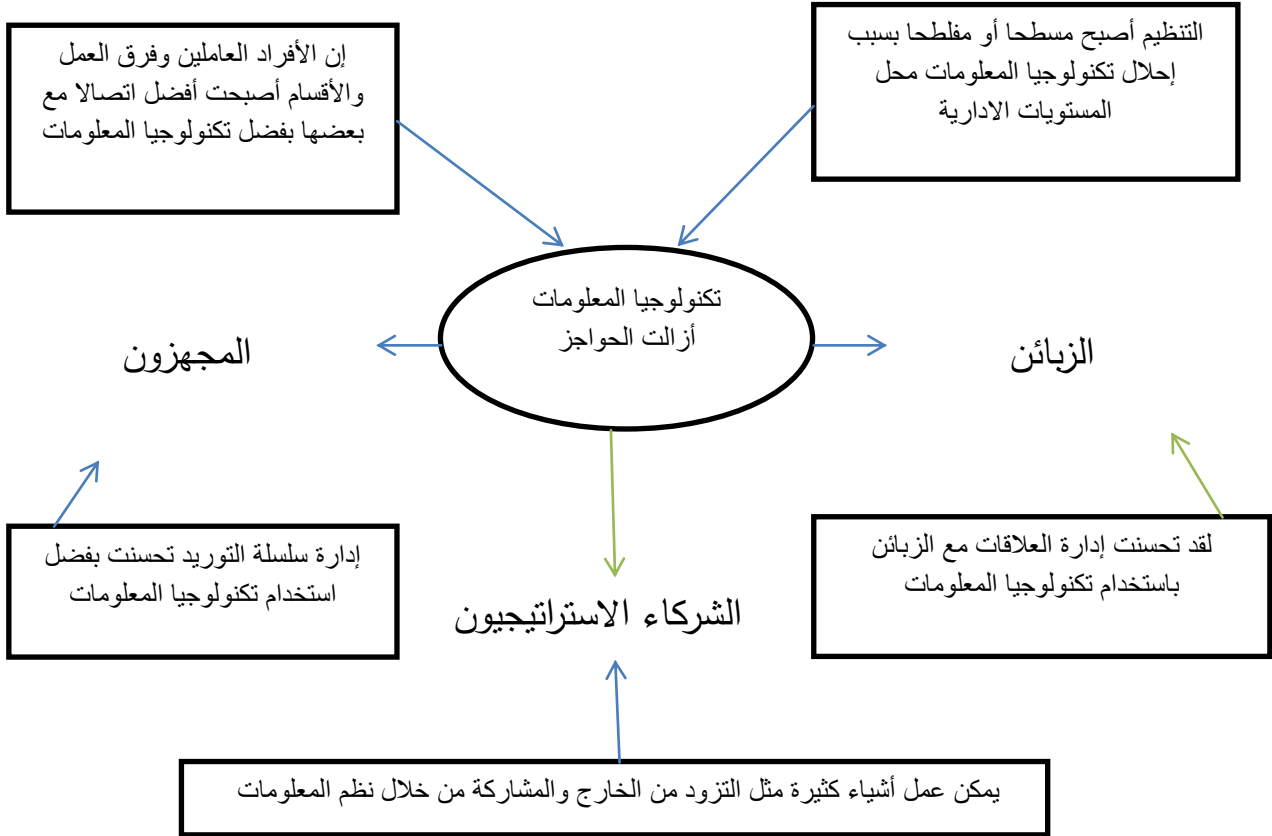 التنظيم أصبح مسطحا أو مفلطحا بسبب
إحلال تكنولوجيا المعلومات محل
المستويات الادارية
إن الأفراد العاملين وفرق العمل
والأقسام أصبحت أفضل اتصالا مع
بعضها بفضل تكنولوجيا المعلومات
تكنولوجيا المعلومات
أزالت الحواجز
الزبائن
المجهزون
لقد تحسنت إدارة العلاقات مع الزبائن
باستخدام تكنولوجيا المعلومات
إدارة سلسلة التوريد تحسنت بفضل
استخدام تكنولوجيا المعلومات
الشركاء الاستراتيجيون
يمكن عمل أشياء كثيرة مثل التزود من الخارج والمشاركة من خلال نظم المعلومات